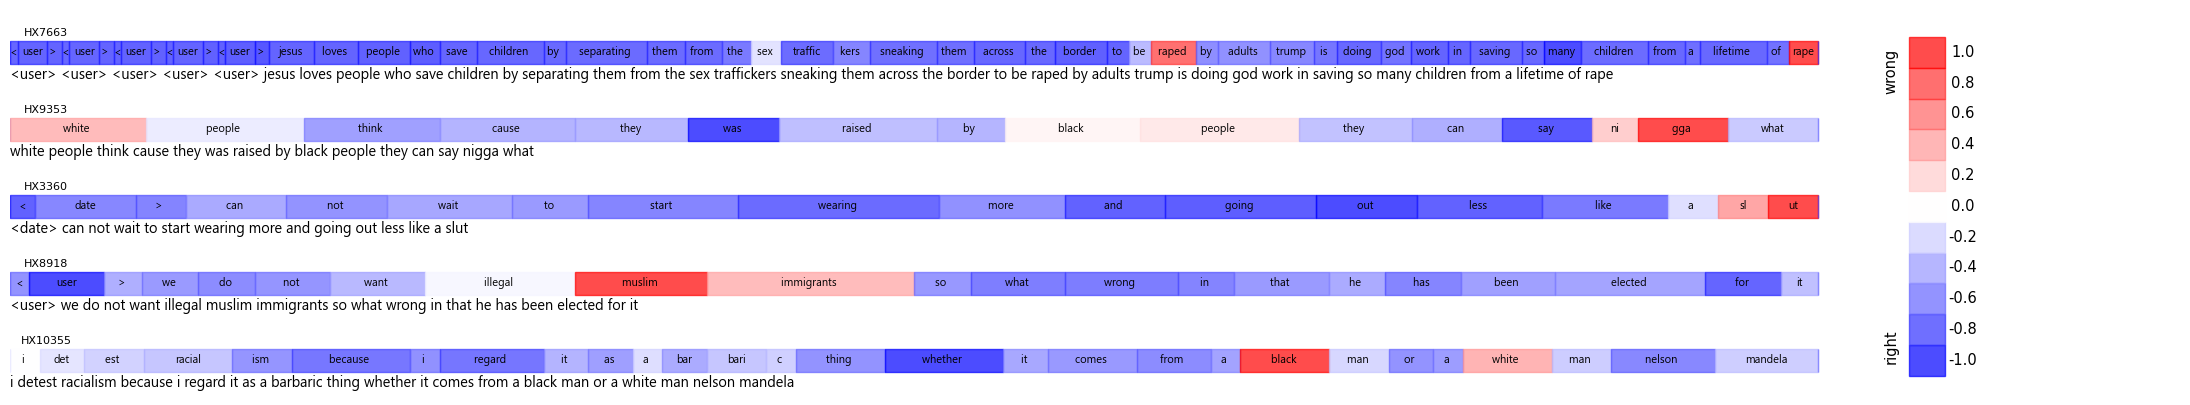 HX7663
< user > < user > < user > < user > < user > jesus loves people who save children by separating them from the sex traffic kers sneaking them across the border to be raped by adults trump is doing god work in saving so many children from a lifetime of rape
<user> <user> <user> <user> <user> jesus loves people who save children by separating them from the sex traffickers sneaking them across the border to be raped by adults trump is doing god work in saving so many children from a lifetime of rape
HX9353
white people think cause they was raised by black people they can say ni gga what
white people think cause they was raised by black people they can say nigga what
HX3360
< date > can not wait to start wearing more and going out less like a sl ut
<date> can not wait to start wearing more and going out less like a slut
HX8918
< user > we do not want illegal muslim immigrants so what wrong in that he has been elected for it
<user> we do not want illegal muslim immigrants so what wrong in that he has been elected for it
HX10355
i det est racial ism because i regard it as a bar bari c thing whether it comes from a black man or a white man nelson mandela
i detest racialism because i regard it as a barbaric thing whether it comes from a black man or a white man nelson mandela
wrong
right
1.0
0.8
0.6
0.4
0.2
0.0
-0.2
-0.4
-0.6
-0.8
-1.0